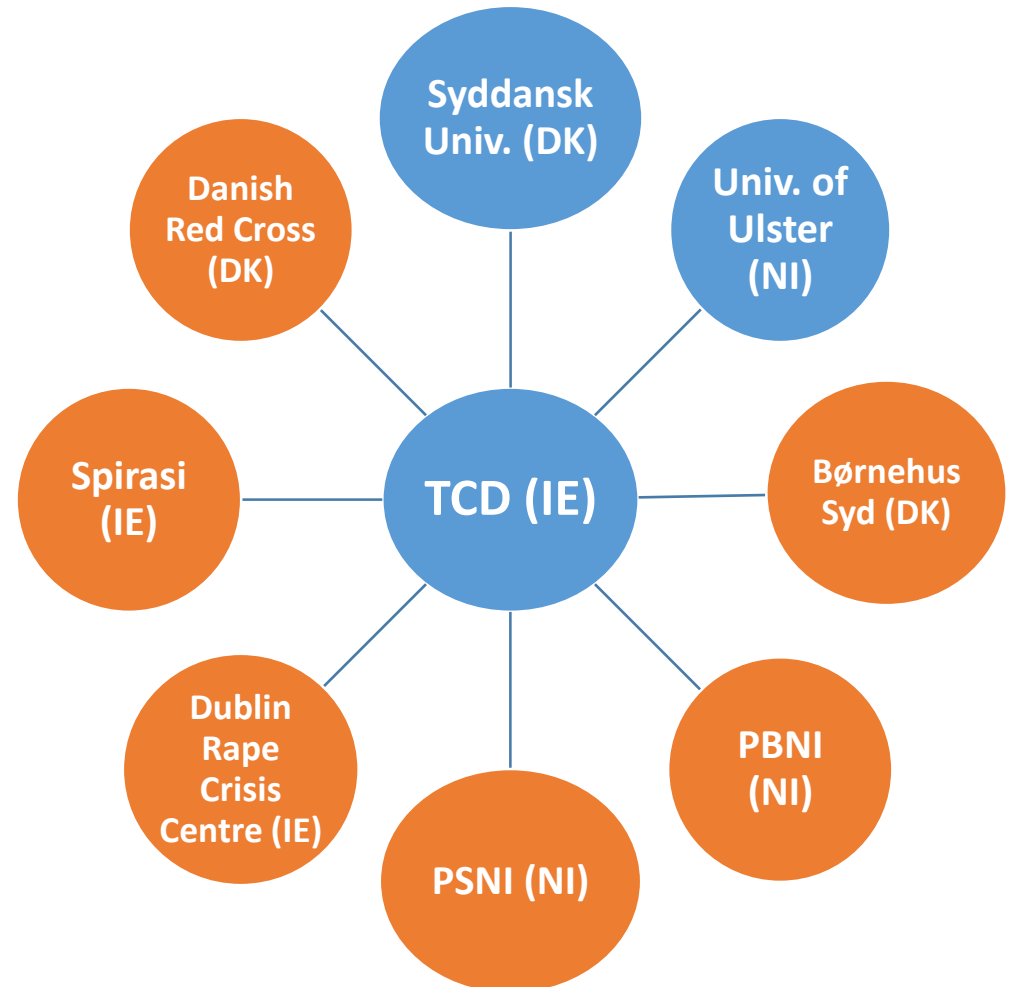 Syddansk
Univ. (DK)
Univ. of
Ulster
(NI)
Danish
Red Cross
(DK)
Spirasi
(IE)
TCD (IE)
Børnehus
Syd (DK)
Dublin
Rape
Crisis
Centre (IE)
PBNI
(NI)
PSNI (NI)